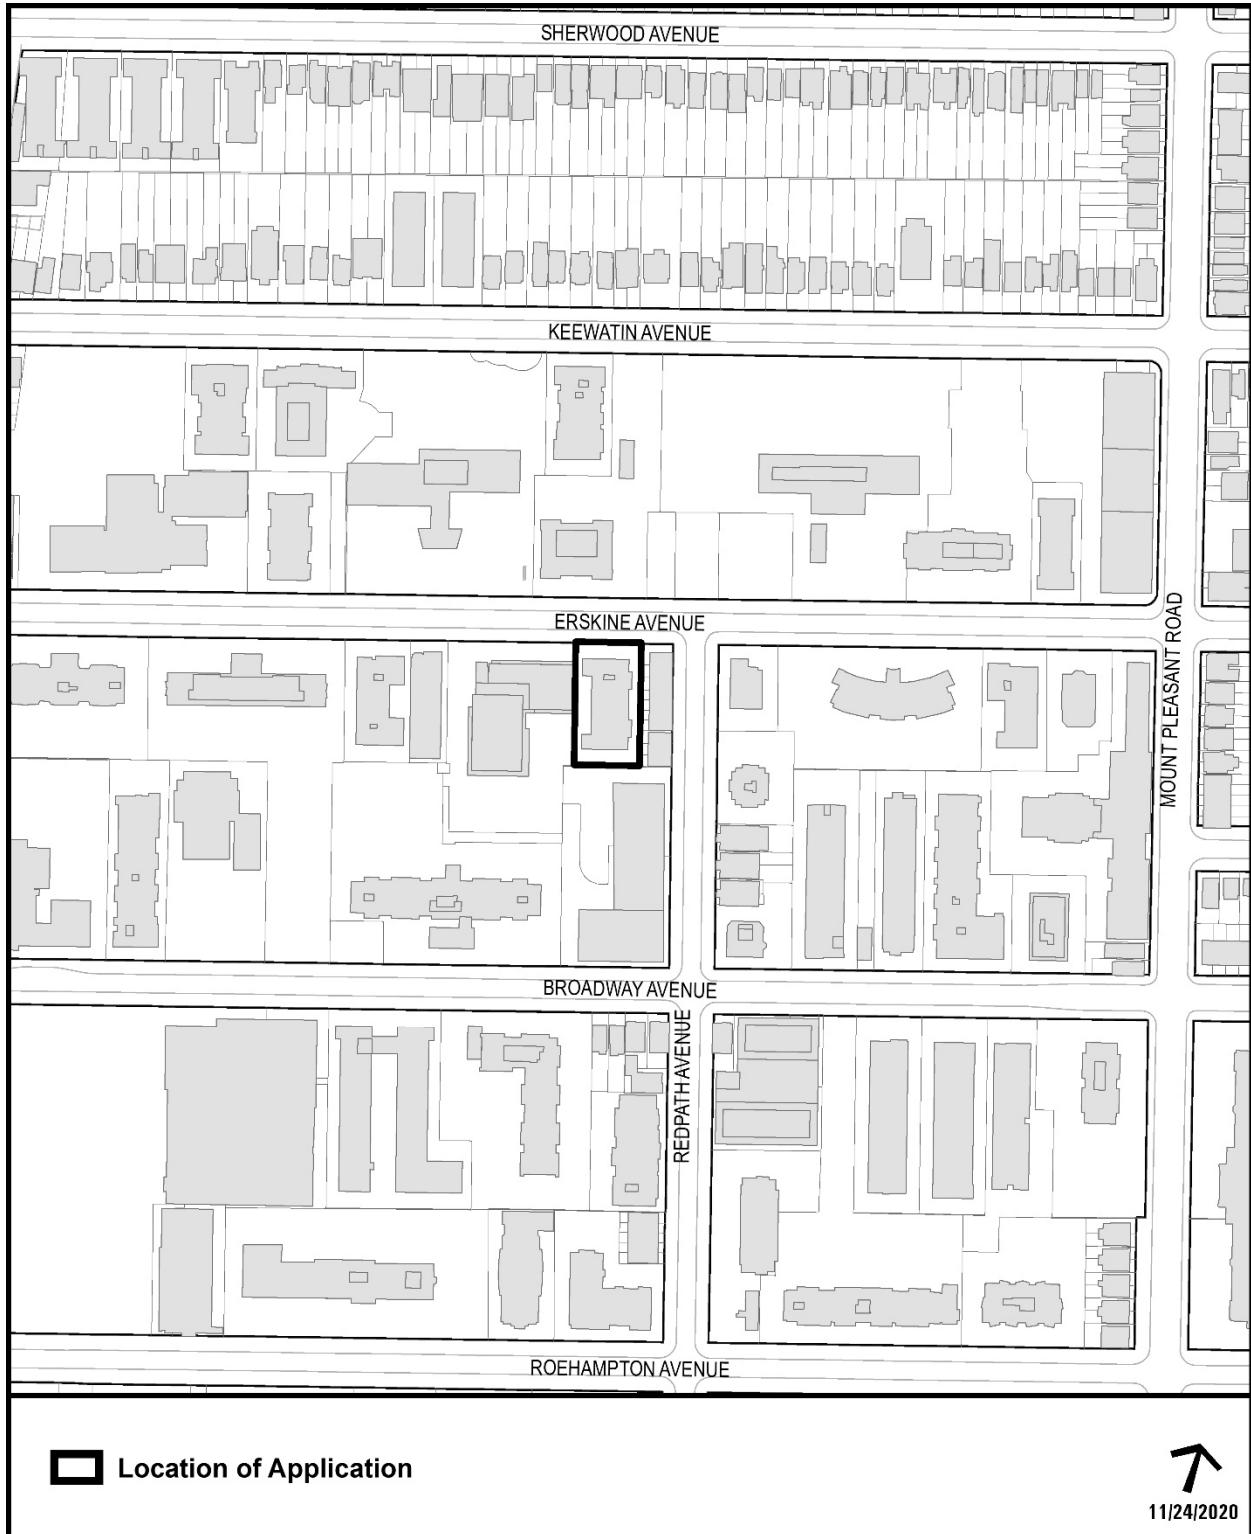 SHERWOOD AVENUE
KEEWATIN AVENUE
ERSKINE AVENUE
MOUNT PLEASANT ROAD
BROADWAY AVENUE
REDPATH AVENUE
ROEHAMPTON AVENUE
Location of Application
11/24/2020